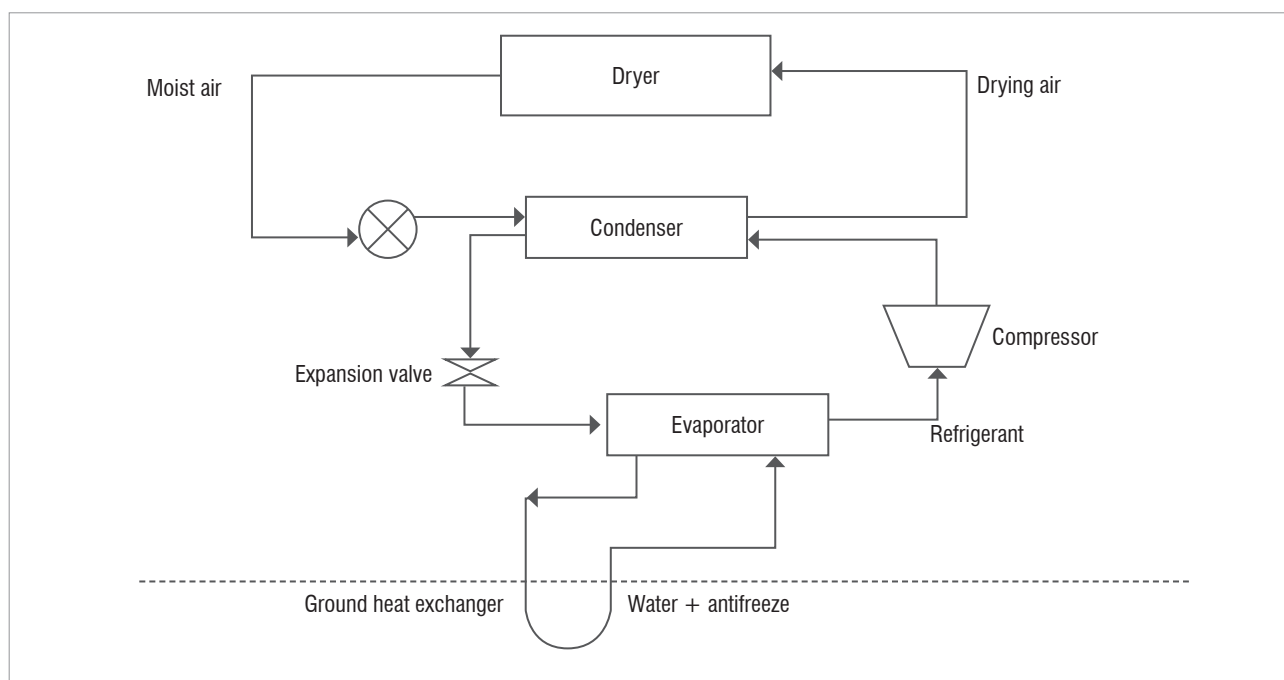 Dryer
Moist air
Drying air
Condenser
Compressor
Expansion valve
Evaporator
Refrigerant
Ground heat exchanger
Water + antifreeze